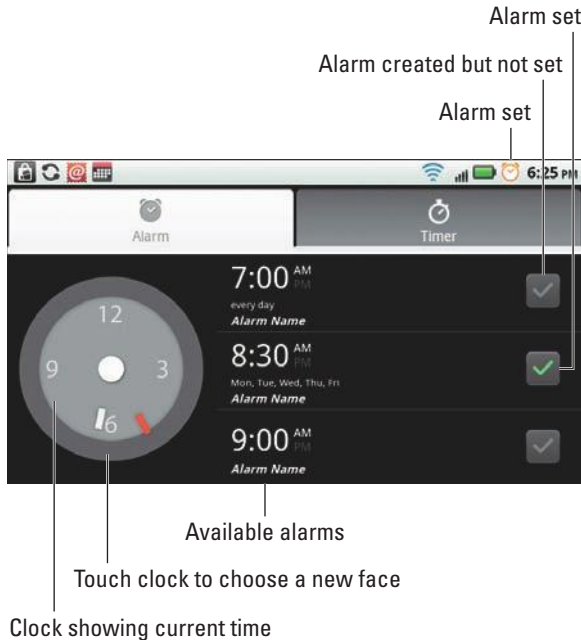 Alarm set
Alarm created but not set
Alarm set
@
6:25 PM
Alarm
Timer
7:00 AM PM
every day
Alarm Name
12
9
3
6
8:30 AM PM
Mon, Tue, Wed, Thu, Fri
Alarm Name
9:00 AM PM
Alarm Name
Available alarms
Touch clock to choose a new face
Clock showing current time